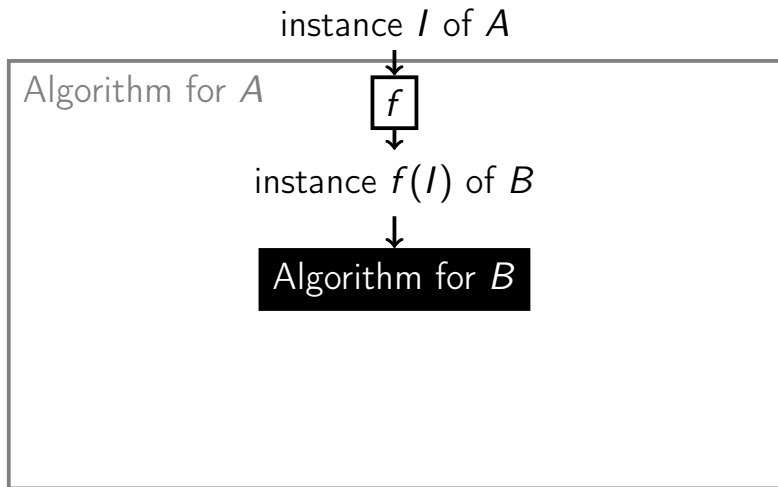 instance I of A
Algorithm for A
f
instance f(I) of B
Algorithm for B